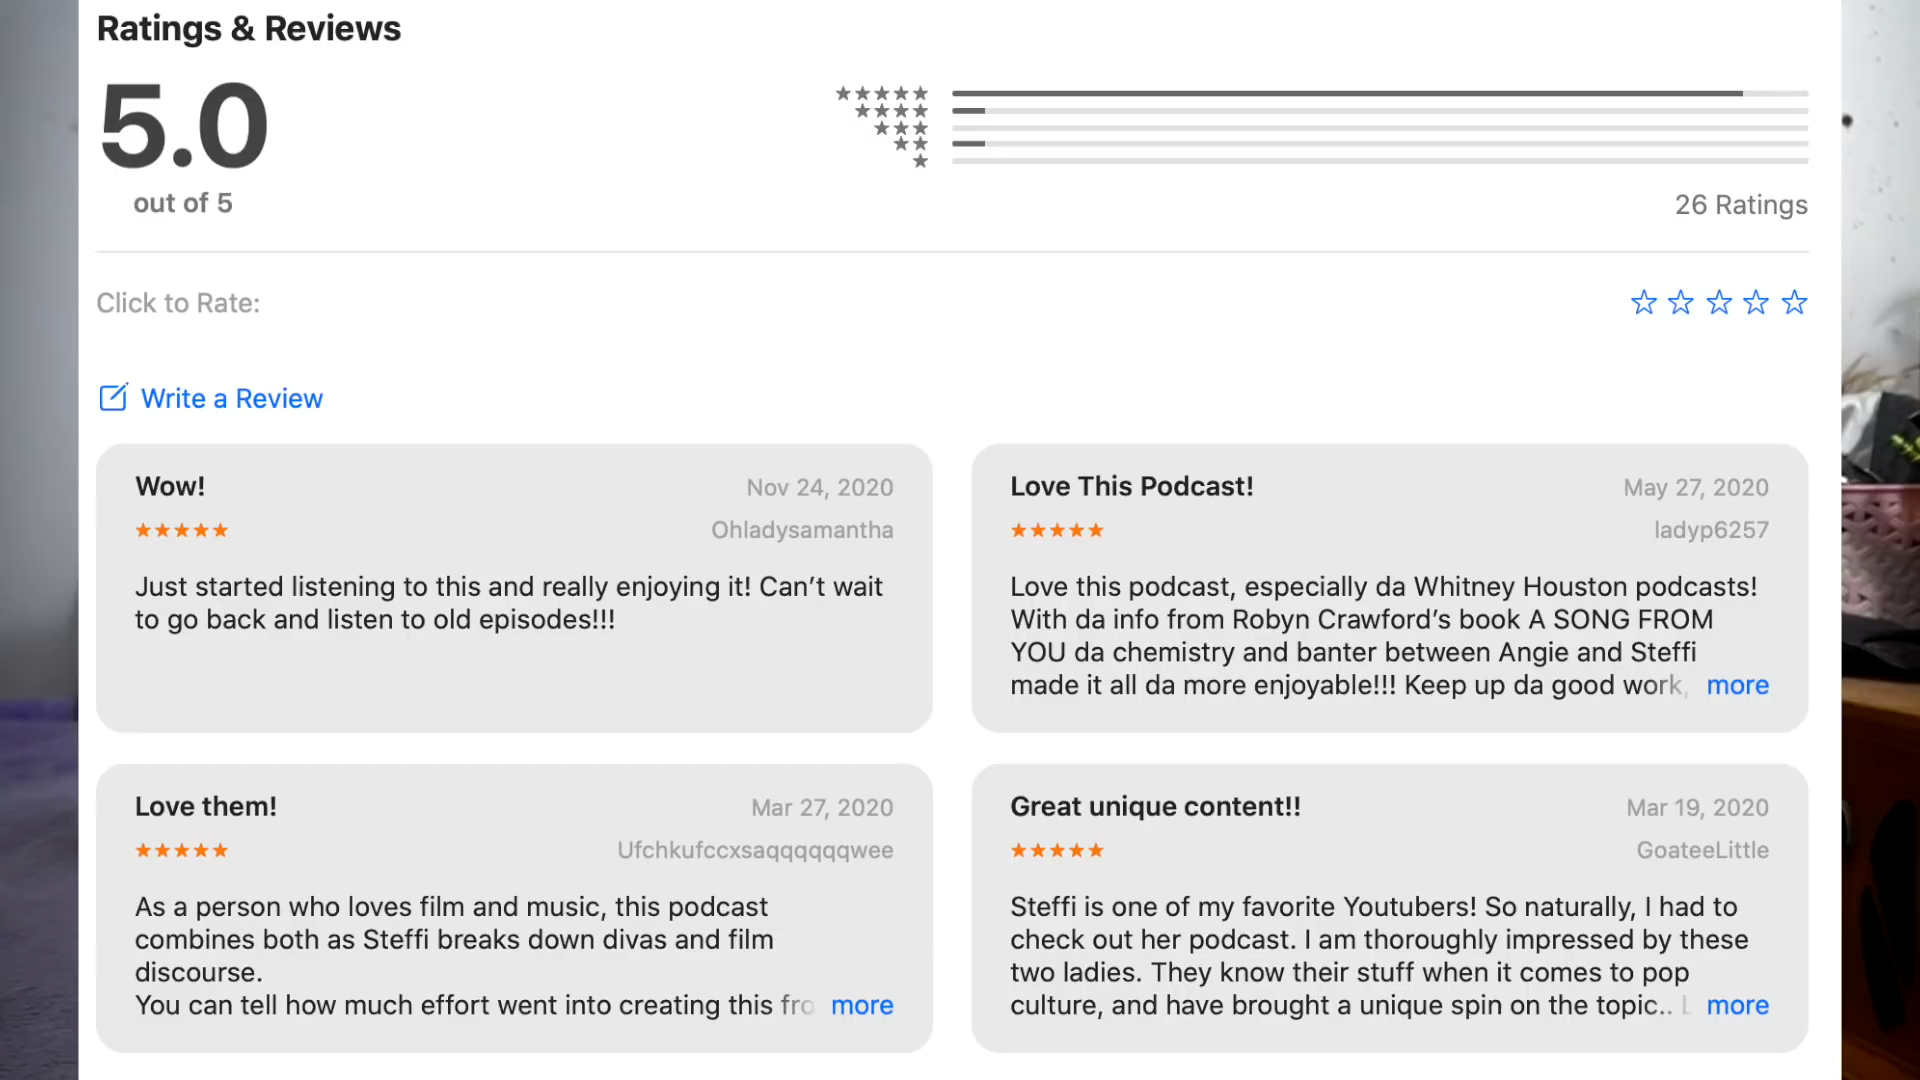 Ratings & Reviews
5.0
out of 5
26 Ratings
Click to Rate:
Write a Review
Wow!
Nov 24, 2020
Ohladysamantha
Just started listening to this and really enjoying it! Can’t wait
to go back and listen to old episodes!!!
Love This Podcast!
May 27, 2020
ladyp6257
Love this podcast, especially da Whitney Houston podcasts!
With da info from Robyn Crawford’s book A SONG FROM
YOU da chemistry and banter between Angie and Steffi
made it all da more enjoyable!!! Keep up da good work, more
Love them!
Mar 27, 2020
Ufchkufccxsaqqqqqqwee
As a person who loves film and music, this podcast
combines both as Steffi breaks down divas and film
discourse.
You can tell how much effort went into creating this fro more
Great unique content!!
Mar 19, 2020
GoateeLittle
Steffi is one of my favorite Youtubers! So naturally, I had to
check out her podcast. I am thoroughly impressed by these
two ladies. They know their stuff when it comes to pop
culture, and have brought a unique spin on the topic.. L more